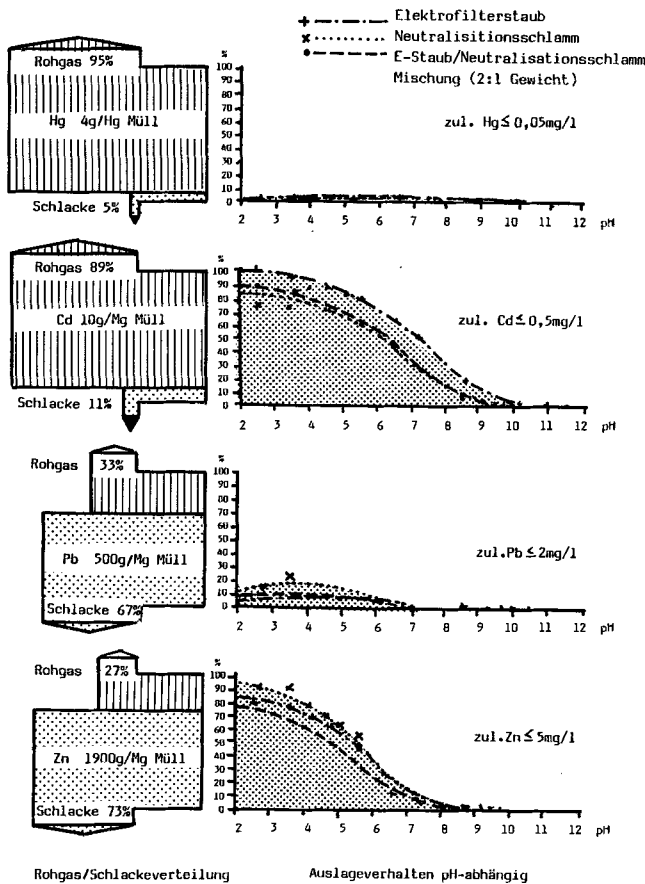 Elektrofilterstaub
Neutralisitionsschlamm
E-Staub/Neutralisationsschlamm
Mischung (2:1 Gewicht)
Rohgas 95%
Hg 4g/Hg Müll
Schlacke 5%
%
100
90
80
70
60
50
40
30
20
10
0
2 3 4 5 6 7 8 9 10 11 12 pH
zul. Hg ≤ 0,05mg/l
Rohgas 89%
Cd 10g/Mg Müll
Schlacke 11%
%
100
90
80
70
60
50
40
30
20
10
0
2 3 4 5 6 7 8 9 10 11 12 pH
zul. Cd ≤ 0,5mg/l
Rohgas 33%
Pb 500g/Mg Müll
Schlacke 67%
%
100
90
80
70
60
50
40
30
20
10
0
2 3 4 5 6 7 8 9 10 11 12 pH
zul.Pb ≤ 2mg/l
Rohgas 27%
Zn 1900g/Mg Müll
Schlacke 73%
%
100
90
80
70
60
50
40
30
20
10
0
2 3 4 5 6 7 8 9 10 11 12 pH
zul.Zn ≤ 5mg/l
Rohgas/Schlackeverteilung
Auslageverhalten pH-abhängig